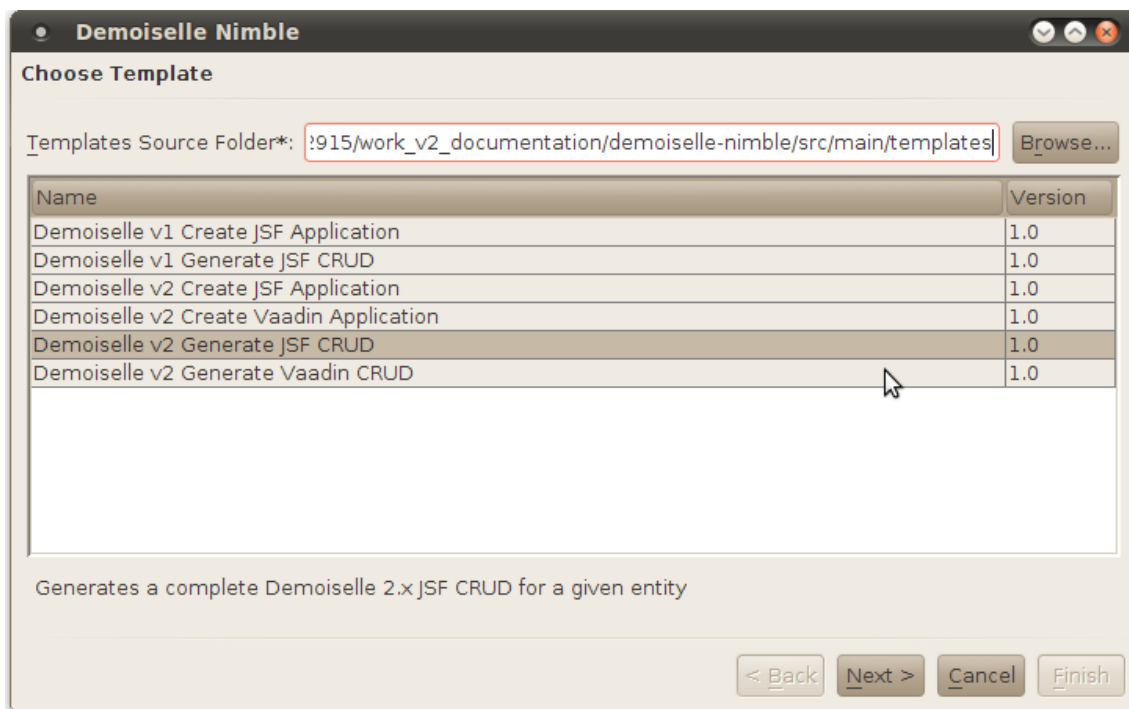 Demoiselle Nimble
Choose Template
Templates Source Folder*: 2915/work_v2_documentation/demoiselle-nimble/src/main/templates Browse...
Name Version
Demoiselle v1 Create JSF Application 1.0
Demoiselle v1 Generate JSF CRUD 1.0
Demoiselle v2 Create JSF Application 1.0
Demoiselle v2 Create Vaadin Application 1.0
Demoiselle v2 Generate JSF CRUD 1.0
Demoiselle v2 Generate Vaadin CRUD 1.0
Generates a complete Demoiselle 2.x JSF CRUD for a given entity
< Back Next > Cancel Finish